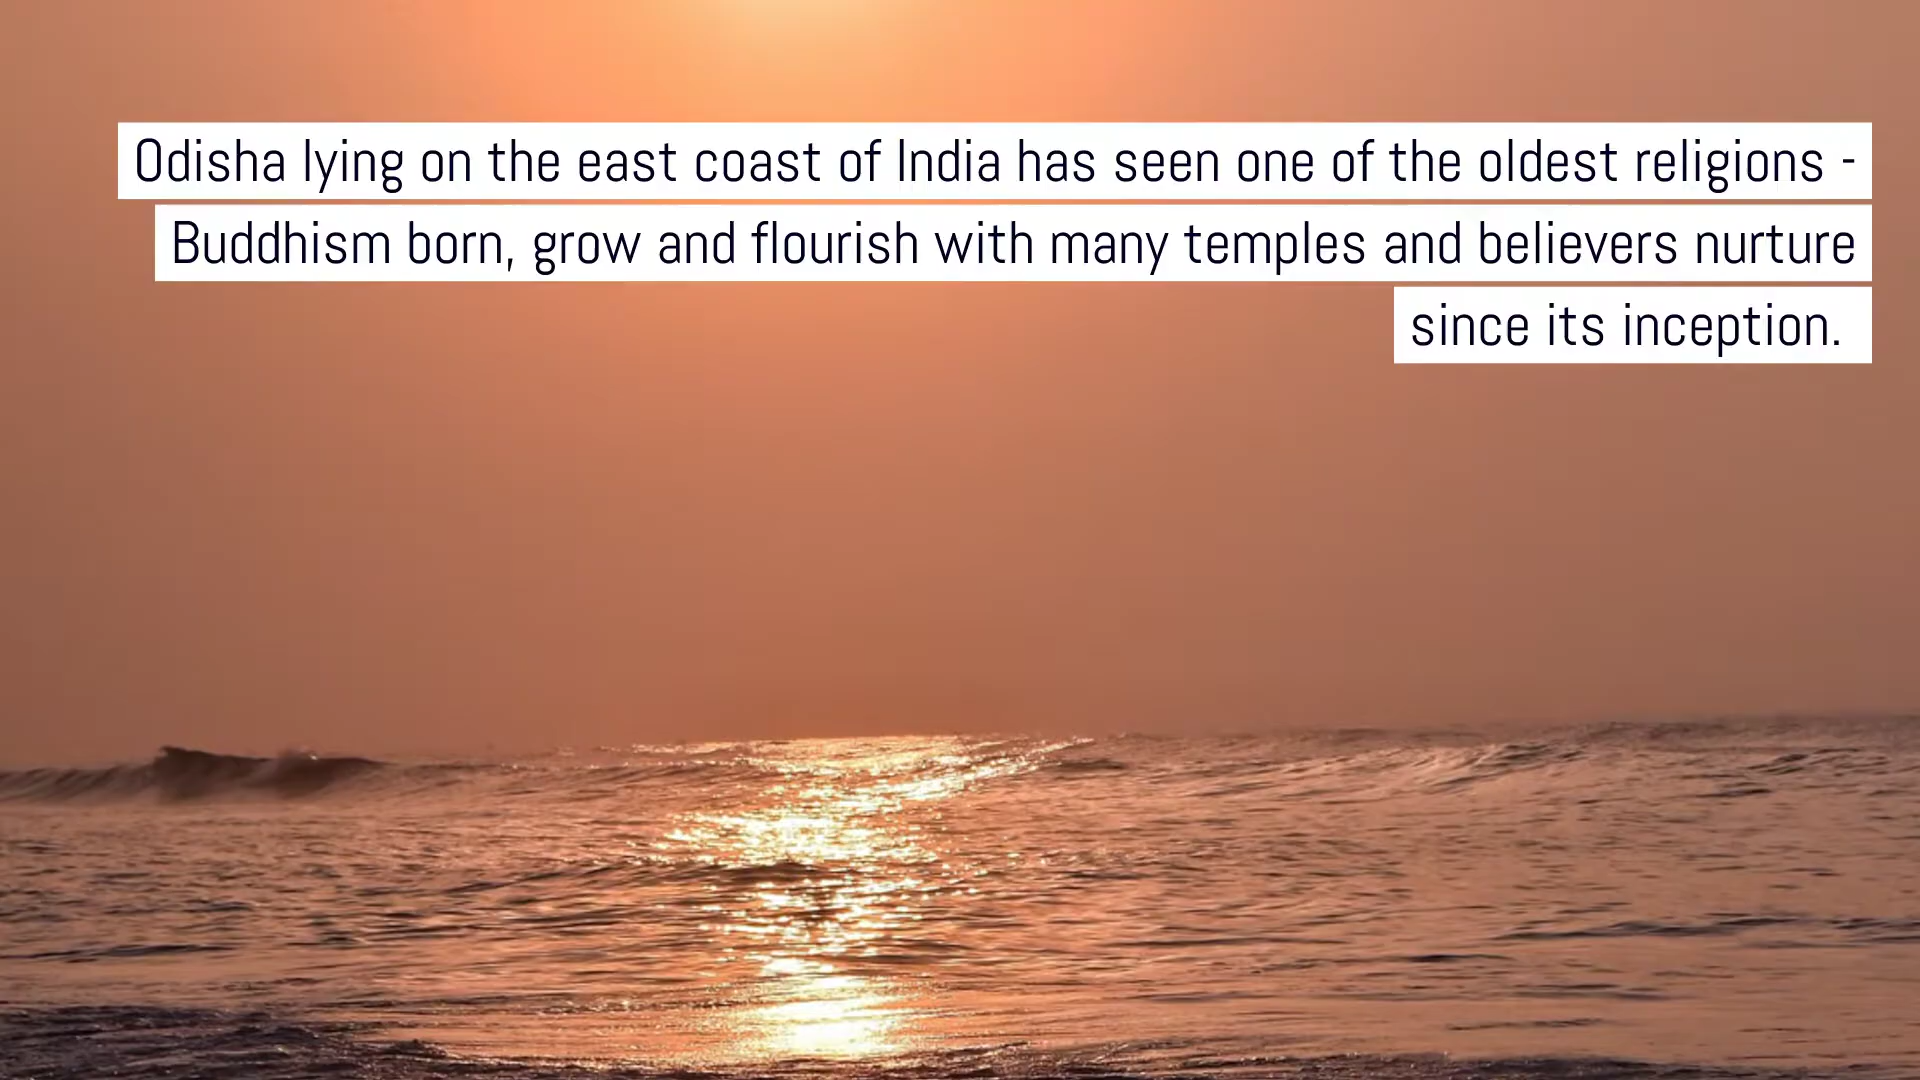 Odisha lying on the east coast of India has seen one of the oldest religions -
Buddhism born, grow and flourish with many temples and believers nurture
since its inception.